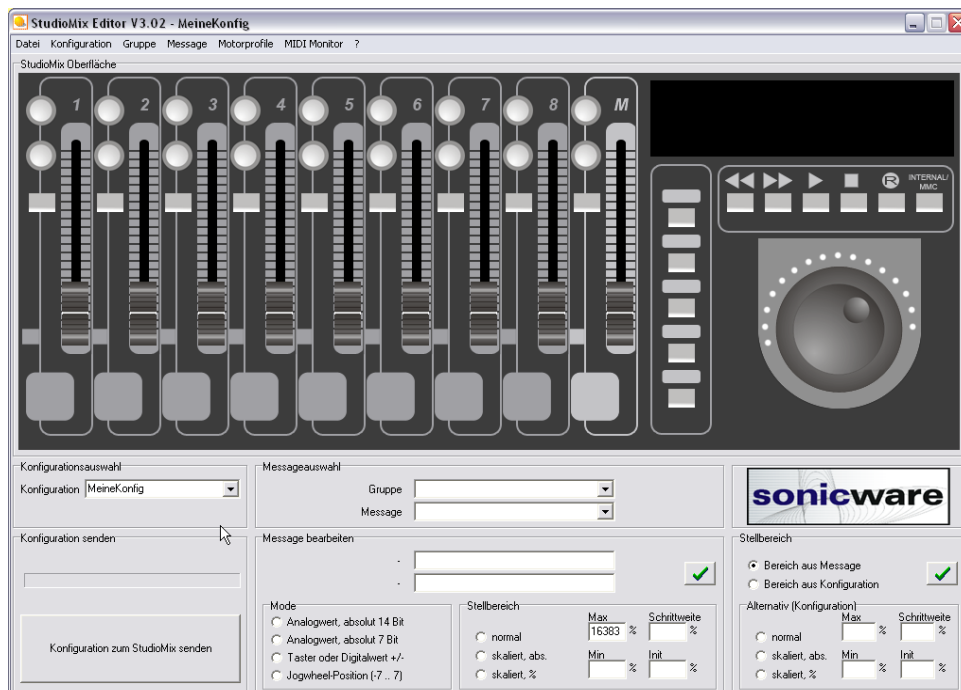 StudioMix Editor V3.02 - MeineKonfig
Datei Konfiguration Gruppe Message Motorprofile MIDI Monitor ?
StudioMix Oberfläche
1 2 3 4 5 6 7 8 M
R INTERNAL/
MMC
Konfigurationsauswahl
Konfiguration MeineKonfig
Messageauswahl
Gruppe
Message
sonicware
Konfiguration senden
Konfiguration zum StudioMix senden
Message bearbeiten
-
-
Mode
Analogwert, absolut 14 Bit
Analogwert, absolut 7 Bit
Taster oder Digitalwert +/-
Jogwheel-Position (-7 .. 7)
Stellbereich
Max Schrittweite
normal 16383 % %
skaliert, abs. Min Init
skaliert, % % %
Stellbereich
Bereich aus Message
Bereich aus Konfiguration
Alternativ (Konfiguration)
Max Schrittweite
normal % %
skaliert, abs. Min Init
skaliert, % % %